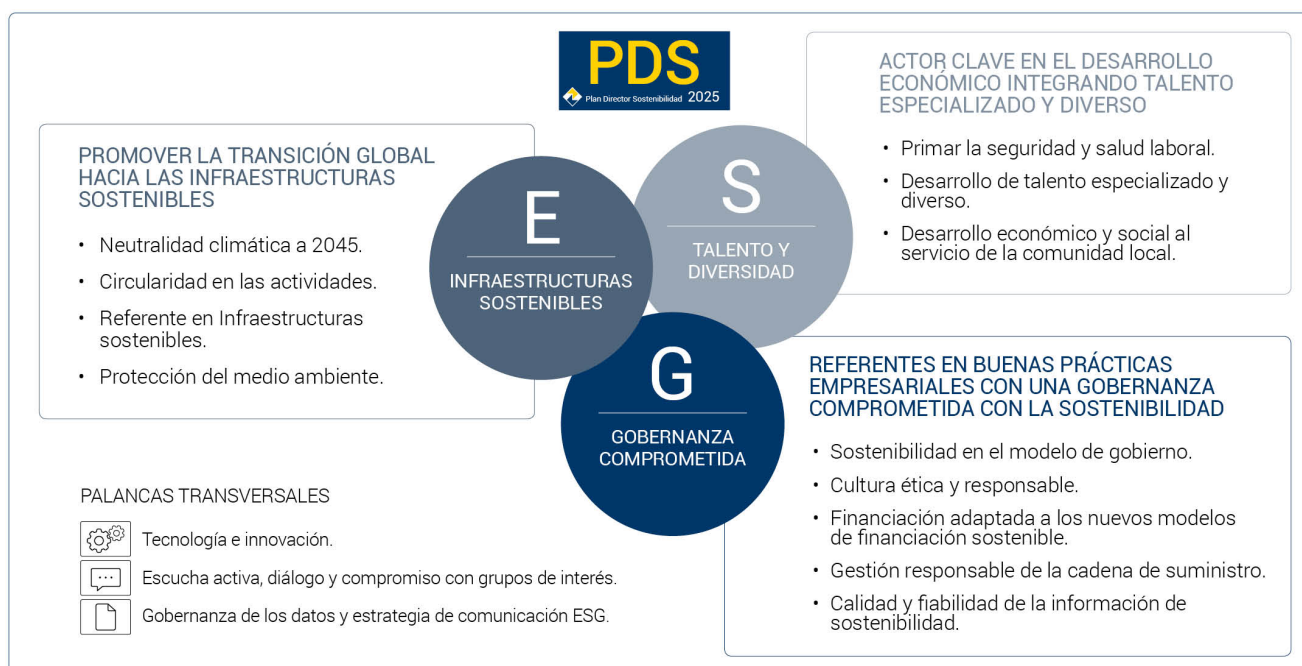 PDS
Plan Director Sostenibilidad 2025
PROMOVER LA TRANSICIÓN GLOBAL
HACIA LAS INFRAESTRUCTURAS
SOSTENIBLES
• Neutralidad climática a 2045.
• Circularidad en las actividades.
• Referente en Infraestructuras
sostenibles.
• Protección del medio ambiente.
E
INFRAESTRUCTURAS
SOSTENIBLES
S
TALENTO Y
DIVERSIDAD
G
GOBERNANZA
COMPROMETIDA
ACTOR CLAVE EN EL DESARROLLO
ECONÓMICO INTEGRANDO TALENTO
ESPECIALIZADO Y DIVERSO
• Primar la seguridad y salud laboral.
• Desarrollo de talento especializado y
diverso.
• Desarrollo económico y social al
servicio de la comunidad local.
REFERENTES EN BUENAS PRÁCTICAS
EMPRESARIALES CON UNA GOBERNANZA
COMPROMETIDA CON LA SOSTENIBILIDAD
• Sostenibilidad en el modelo de gobierno.
• Cultura ética y responsable.
• Financiación adaptada a los nuevos modelos
de financiación sostenible.
• Gestión responsable de la cadena de suministro.
• Calidad y fiabilidad de la información de
sostenibilidad.
PALANCAS TRANSVERSALES
Tecnología e innovación.
Escucha activa, diálogo y compromiso con grupos de interés.
Gobernanza de los datos y estrategia de comunicación ESG.